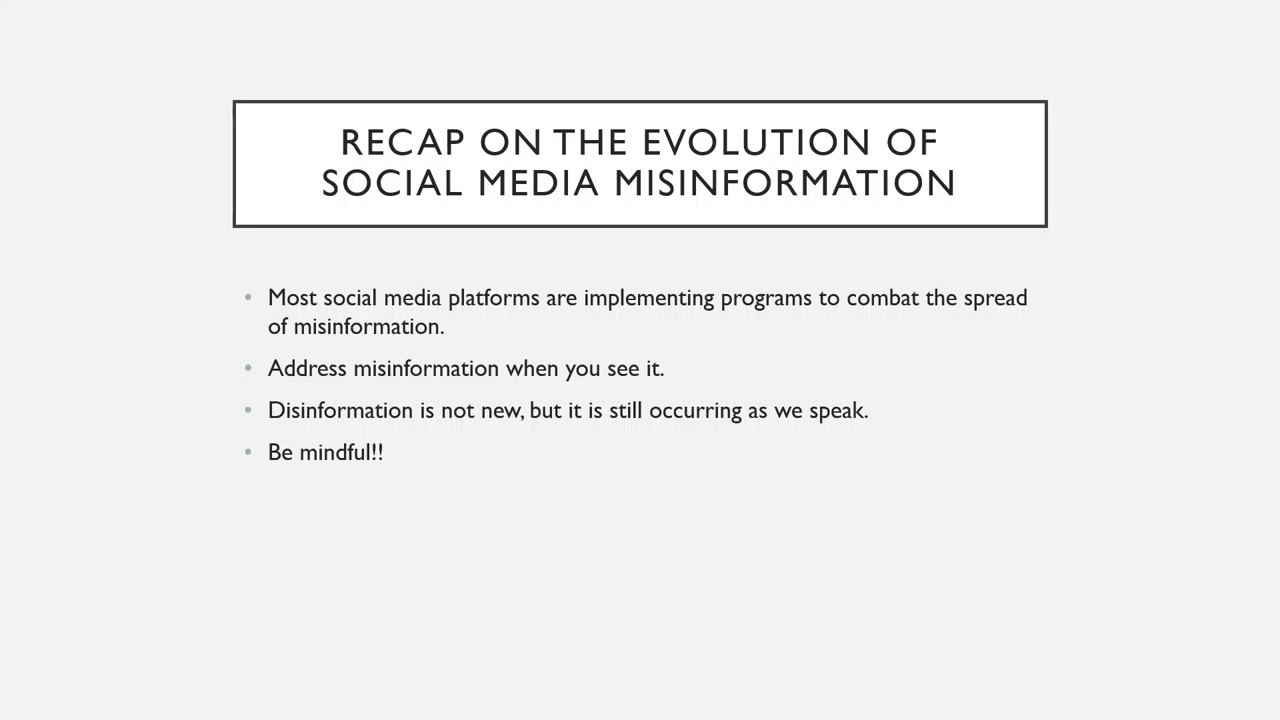 RECAP ON THE EVOLUTION OF
SOCIAL MEDIA MISINFORMATION
• Most social media platforms are implementing programs to combat the spread
of misinformation.
• Address misinformation when you see it.
• Disinformation is not new, but it is still occurring as we speak.
• Be mindful!!